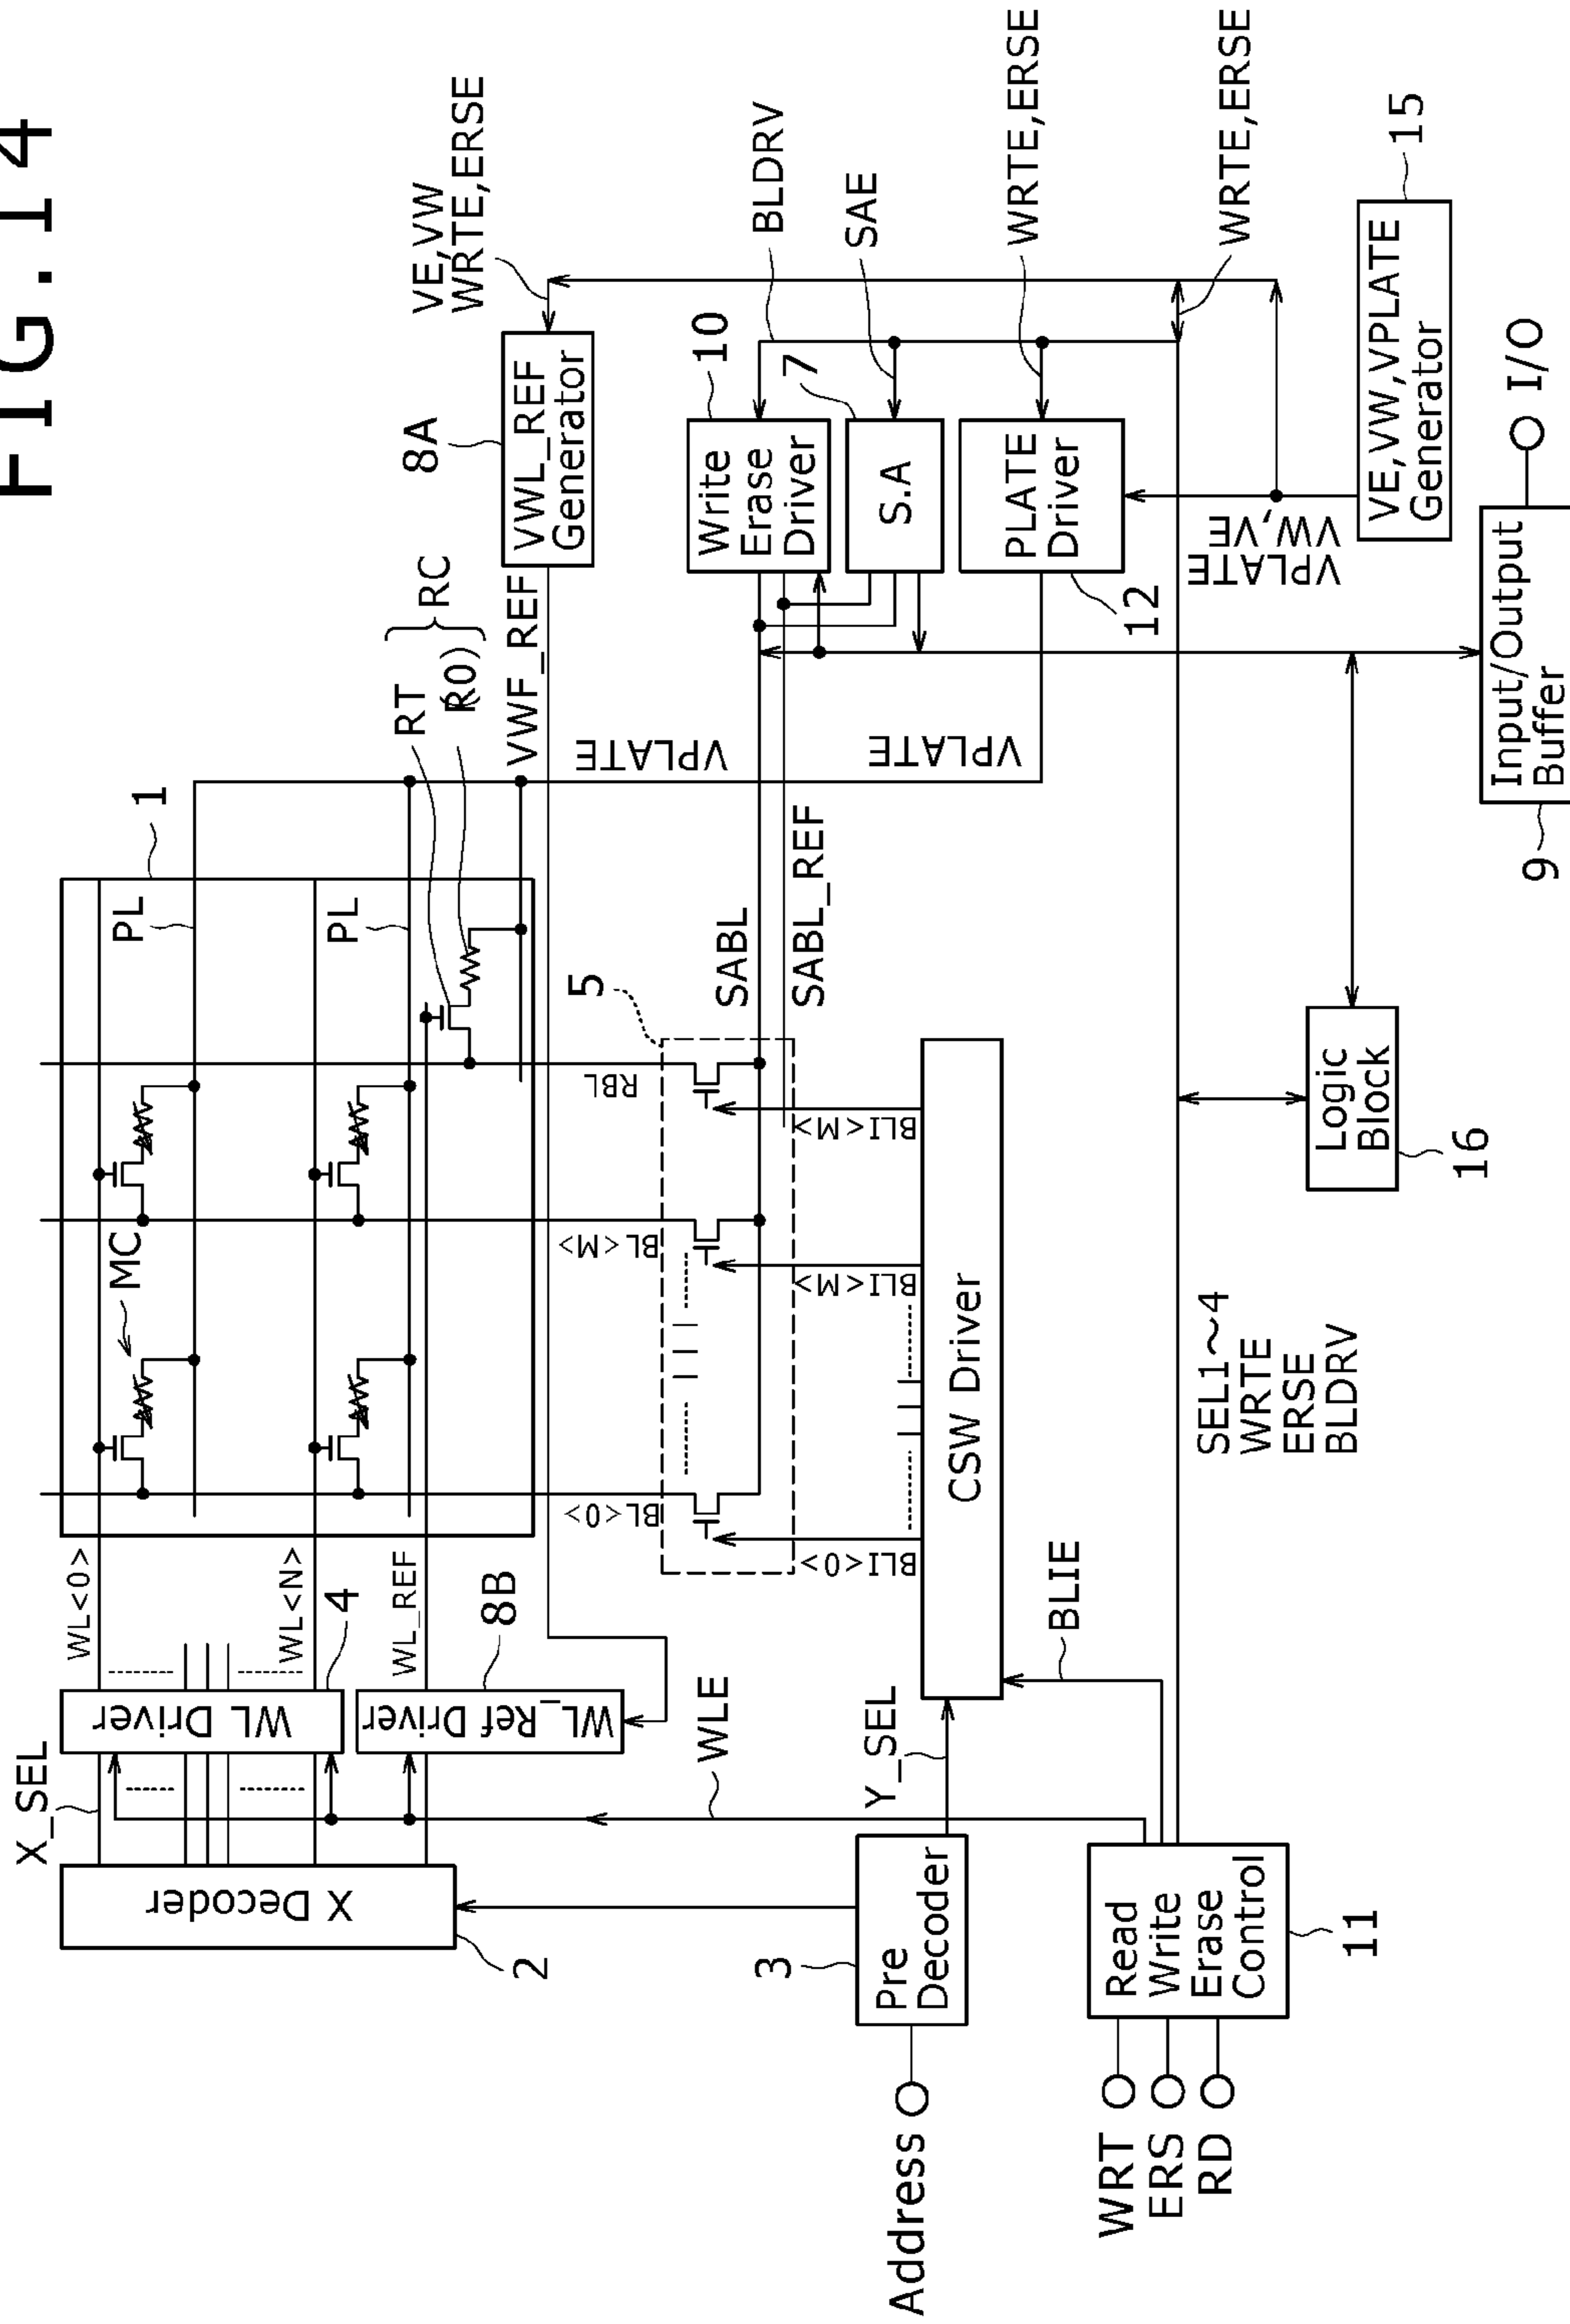 FIG.14
X_SEL
X Decoder
2
WL Driver
4
WL_Ref Driver
8B
WL<0>
WL<N>
WL_REF
MC
PL
PL
1
RT
(R0)
RC
VWF_REF
8A
VWL_REF
Generator
VE,VW
WRTE,ERSE
WLE
BL<0>
BL<M>
RBL
5
SABL
SABL_REF
VPLATE
VPLATE
10
Write
Erase
Driver
BLDRV
7
S.A
SAE
PLATE
Driver
12
WRTE,ERSE
BLI<0>
BLI<M>
BLI<M>
CSW Driver
Y_SEL
3
Pre
Decoder
Address
BLIE
VPLATE
VW,VE
WRTE,ERSE
WRT
ERS
RD
Read
Write
Erase
Control
11
SEL1~4
WRTE
ERSE
BLDRV
Logic
Block
16
VE,VW,VPLATE
Generator
15
Input/Output
Buffer
9
I/O